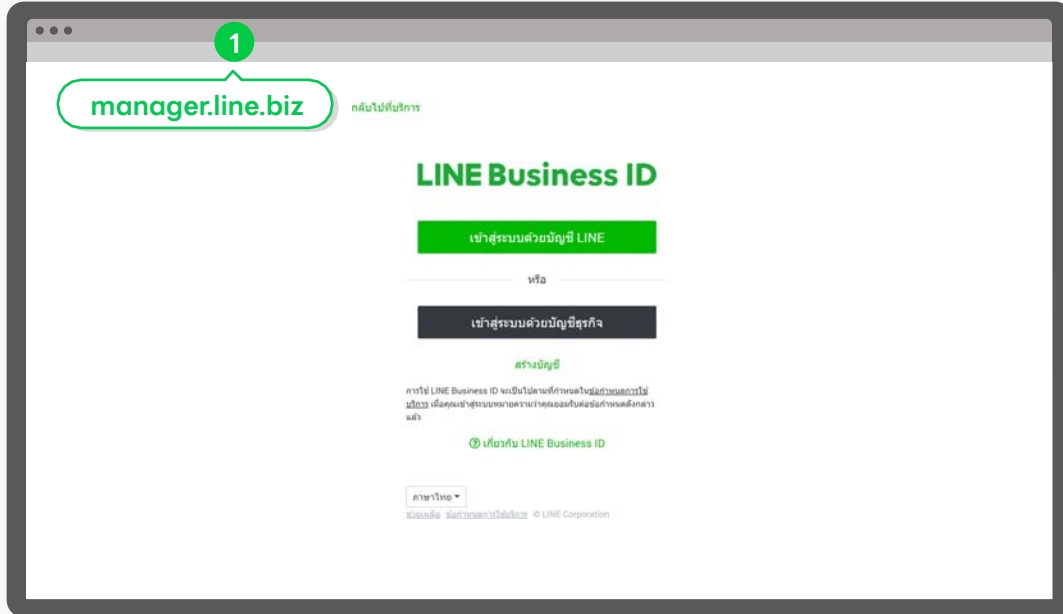 1
manager.line.biz
กลับไปที่บริการ
LINE Business ID
เข้าสู่ระบบด้วยบัญชี LINE
หรือ
เข้าสู่ระบบด้วยบัญชีธุรกิจ
สร้างบัญชี
การใช้ LINE Business ID จะเป็นไปตามที่กำหนดในข้อกำหนดการใช้
บริการ เมื่อคุณเข้าสู่ระบบหมายความว่าคุณยอมรับต่อข้อกำหนดดังกล่าว
แล้ว
? เกี่ยวกับ LINE Business ID
ภาษาไทย
ช่วยเหลือ ข้อกำหนดการใช้บริการ © LINE Corporation